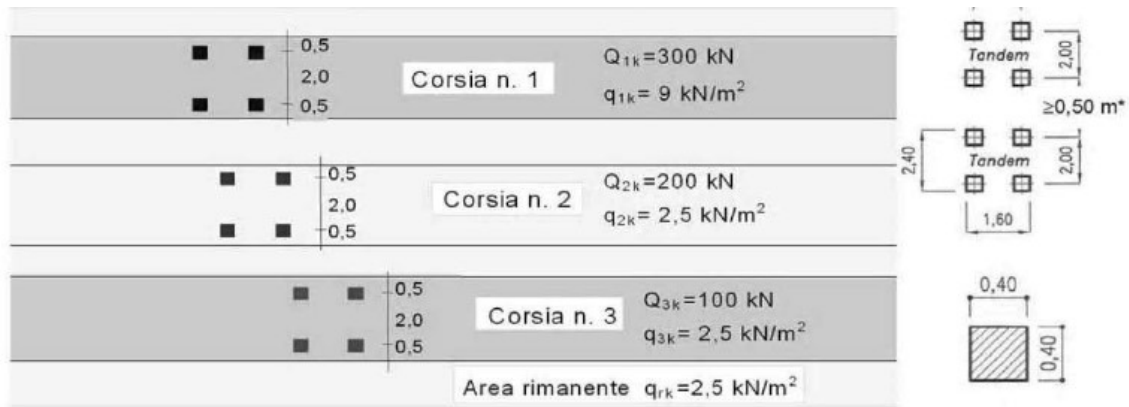 0,5
2,0
0,5
Corsia n. 1
Q1k=300 kN
q1k= 9 kN/m²
0,5
2,0
0,5
Corsia n. 2
Q2k=200 kN
q2k= 2,5 kN/m²
0,5
2,0
0,5
Corsia n. 3
Q3k=100 kN
q3k= 2,5 kN/m²
Area rimanente qrk=2,5 kN/m²
Tandem
2,00
≥0,50 m*
2,40
Tandem
2,00
1,60
0,40
0,40